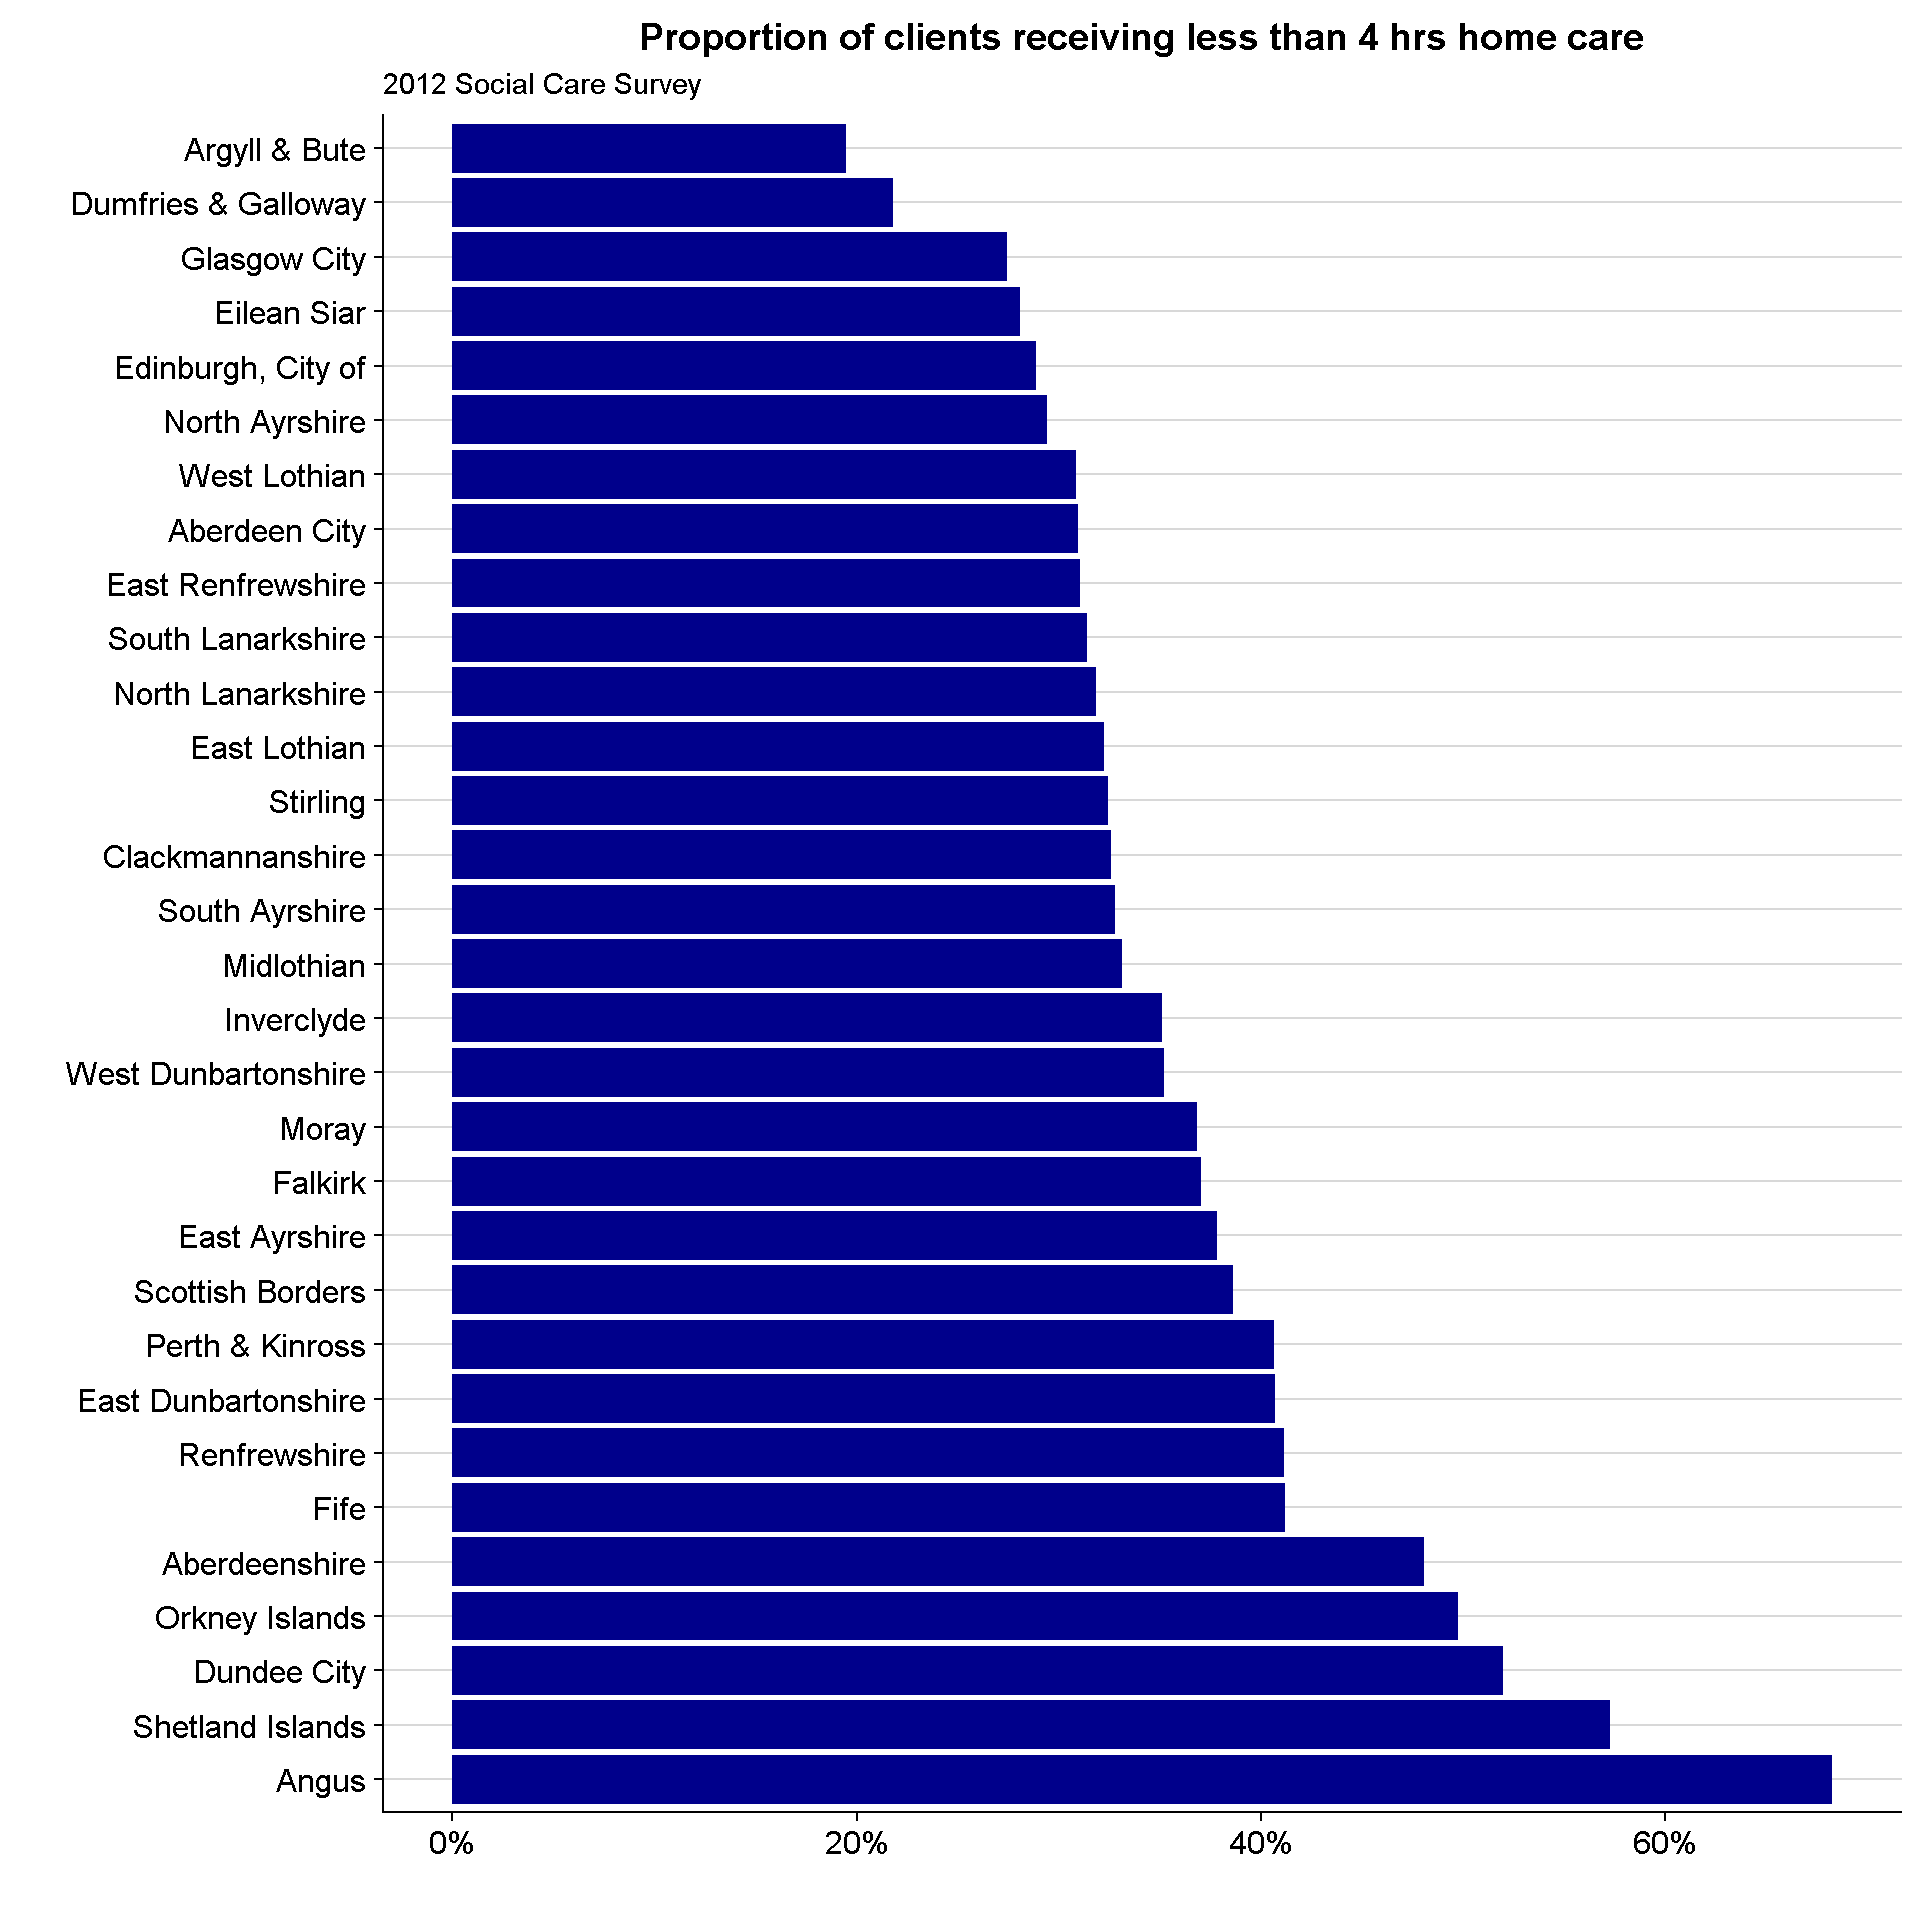 Proportion of clients receiving less than 4 hrs home care
2012 Social Care Survey
Argyll & Bute
Dumfries & Galloway
Glasgow City
Eilean Siar
Edinburgh, City of
North Ayrshire
West Lothian
Aberdeen City
East Renfrewshire
South Lanarkshire
North Lanarkshire
East Lothian
Stirling
Clackmannanshire
South Ayrshire
Midlothian
Inverclyde
West Dunbartonshire
Moray
Falkirk
East Ayrshire
Scottish Borders
Perth & Kinross
East Dunbartonshire
Renfrewshire
Fife
Aberdeenshire
Orkney Islands
Dundee City
Shetland Islands
Angus
0% 20% 40% 60%